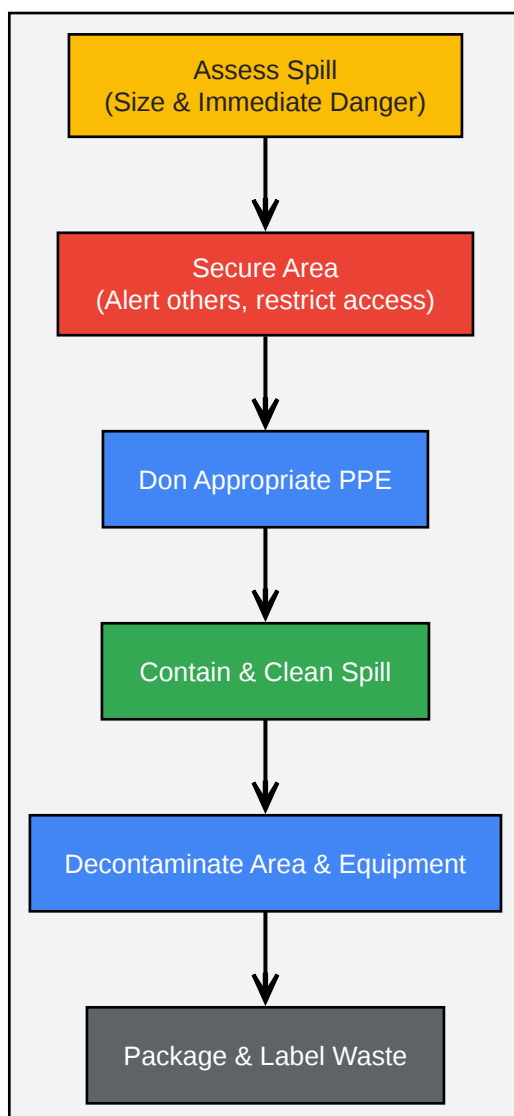 Assess Spill
(Size & Immediate Danger)
Secure Area
(Alert others, restrict access)
Don Appropriate PPE
Contain & Clean Spill
Decontaminate Area & Equipment
Package & Label Waste